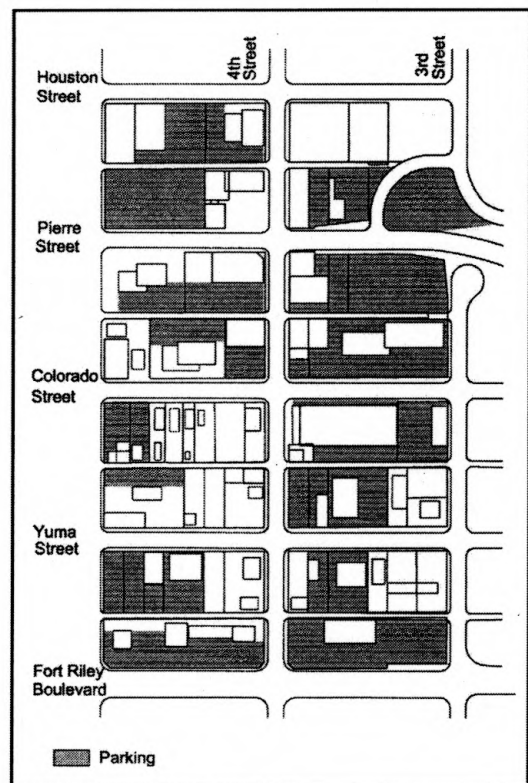 4th
Street
3rd
Street
Houston
Street
Pierre
Street
Colorado
Street
Yuma
Street
Fort Riley
Boulevard
Parking